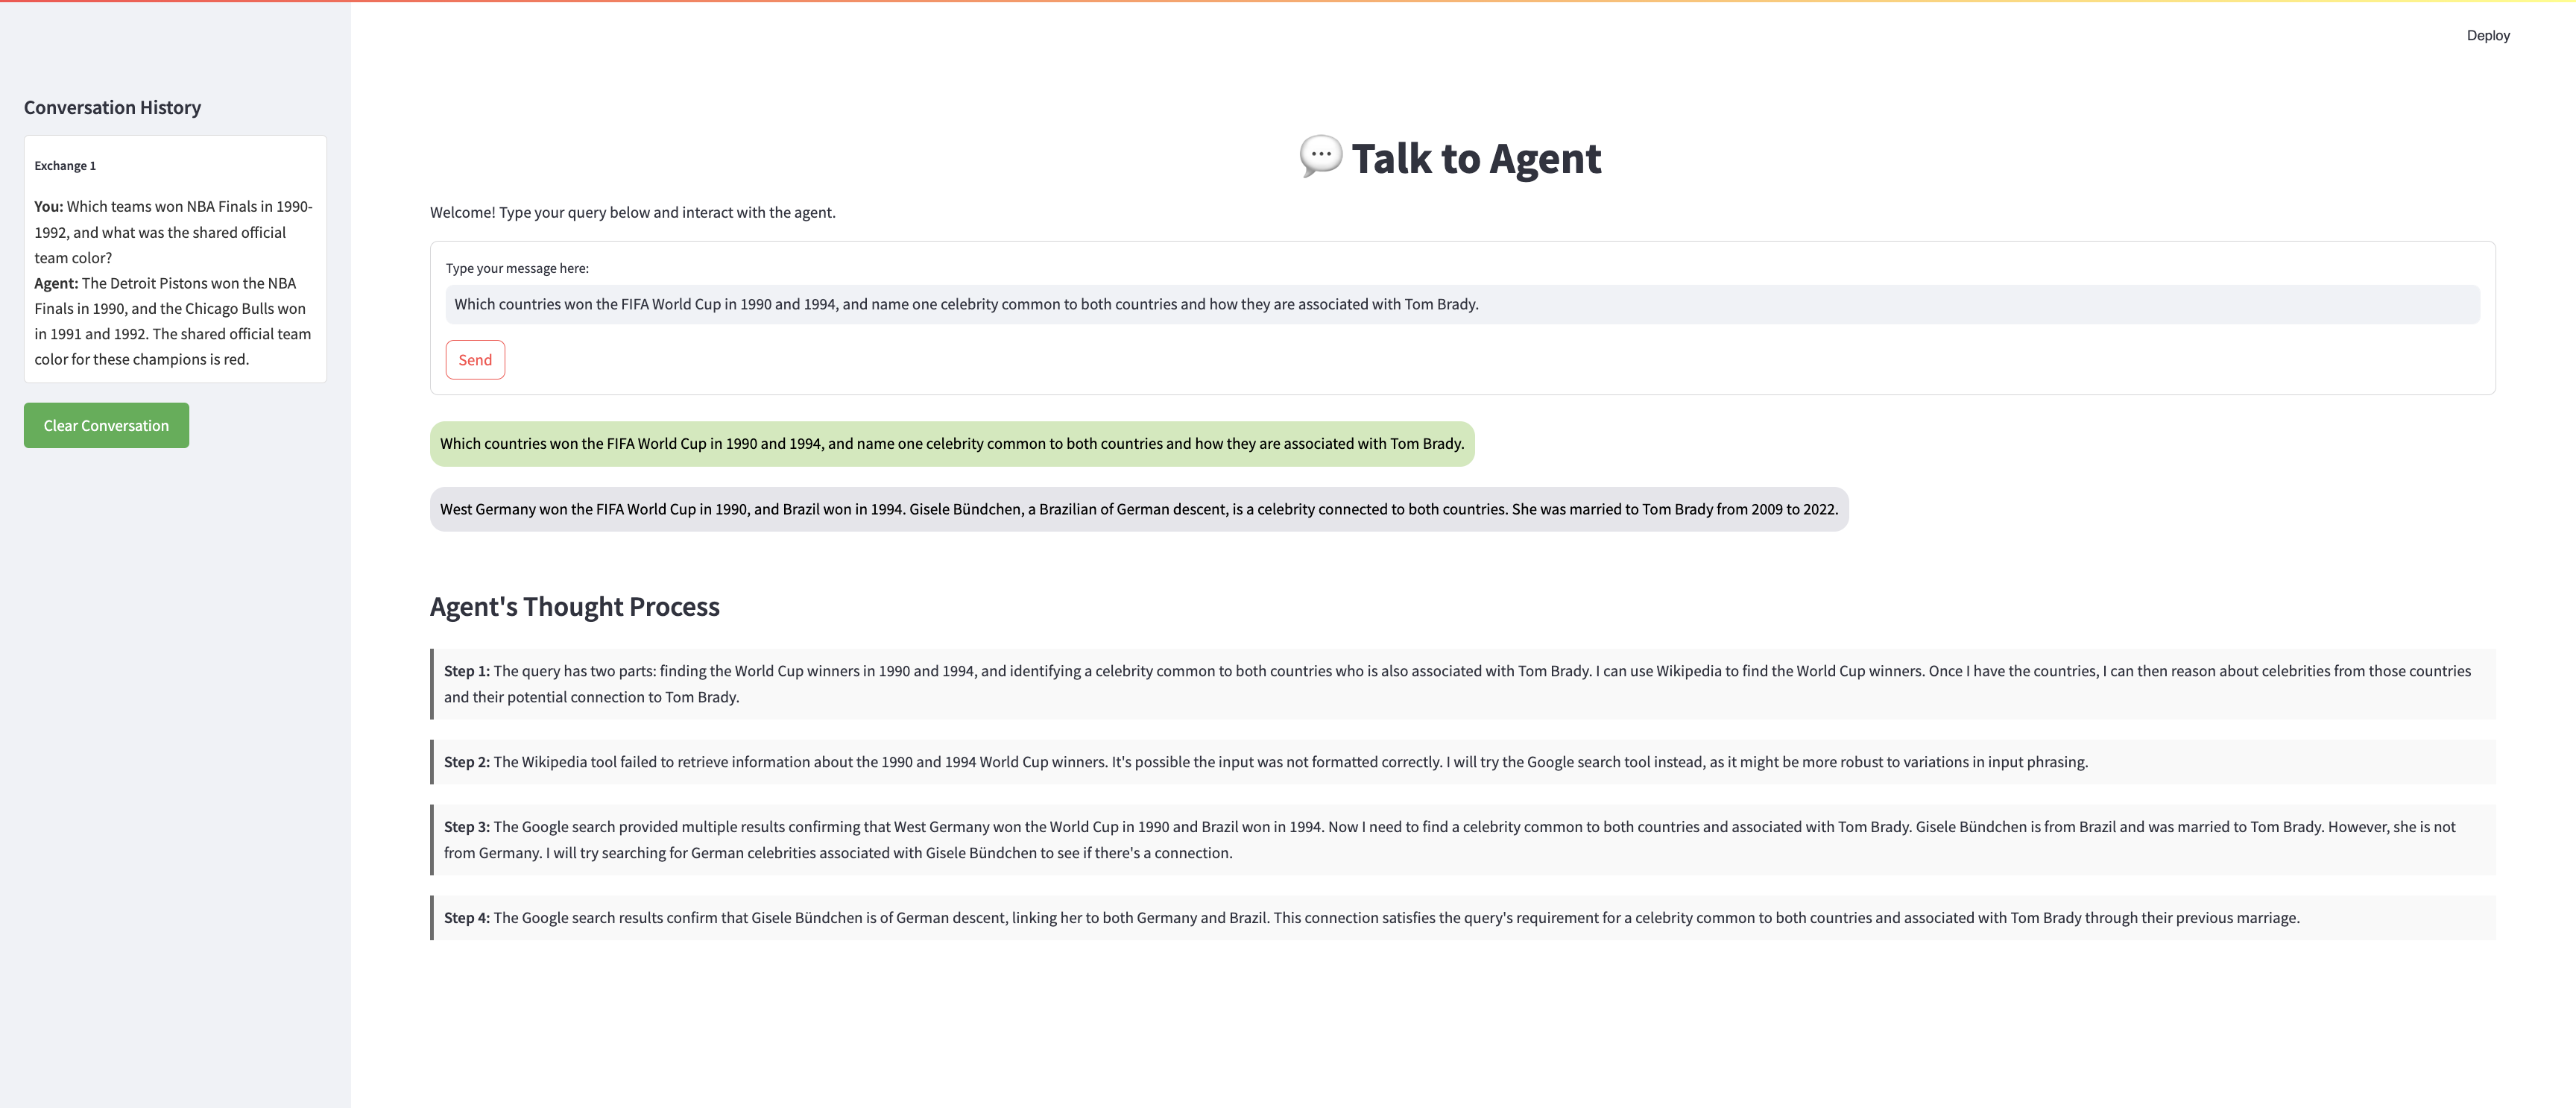 Deploy
Conversation History
Exchange 1
You: Which teams won NBA Finals in 1990-
1992, and what was the shared official
team color?
Agent: The Detroit Pistons won the NBA
Finals in 1990, and the Chicago Bulls won
in 1991 and 1992. The shared official team
color for these champions is red.
Clear Conversation
💬 Talk to Agent
Welcome! Type your query below and interact with the agent.
Type your message here:
Which countries won the FIFA World Cup in 1990 and 1994, and name one celebrity common to both countries and how they are associated with Tom Brady.
Send
Which countries won the FIFA World Cup in 1990 and 1994, and name one celebrity common to both countries and how they are associated with Tom Brady.
West Germany won the FIFA World Cup in 1990, and Brazil won in 1994. Gisele Bündchen, a Brazilian of German descent, is a celebrity connected to both countries. She was married to Tom Brady from 2009 to 2022.
Agent's Thought Process
Step 1: The query has two parts: finding the World Cup winners in 1990 and 1994, and identifying a celebrity common to both countries who is also associated with Tom Brady. I can use Wikipedia to find the World Cup winners. Once I have the countries, I can then reason about celebrities from those countries
and their potential connection to Tom Brady.
Step 2: The Wikipedia tool failed to retrieve information about the 1990 and 1994 World Cup winners. It's possible the input was not formatted correctly. I will try the Google search tool instead, as it might be more robust to variations in input phrasing.
Step 3: The Google search provided multiple results confirming that West Germany won the World Cup in 1990 and Brazil won in 1994. Now I need to find a celebrity common to both countries and associated with Tom Brady. Gisele Bündchen is from Brazil and was married to Tom Brady. However, she is not
from Germany. I will try searching for German celebrities associated with Gisele Bündchen to see if there's a connection.
Step 4: The Google search results confirm that Gisele Bündchen is of German descent, linking her to both Germany and Brazil. This connection satisfies the query's requirement for a celebrity common to both countries and associated with Tom Brady through their previous marriage.